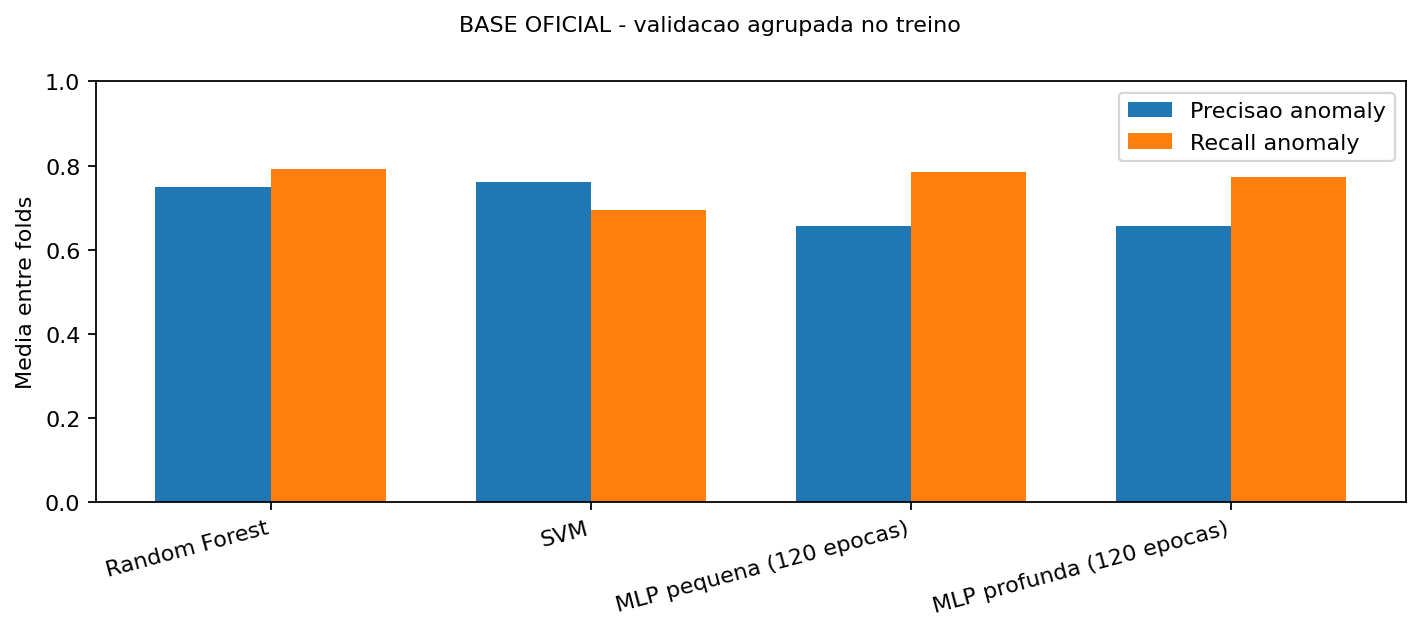 BASE OFICIAL - validacao agrupada no treino
Precisao anomaly
Recall anomaly
Media entre folds
1.0
0.8
0.6
0.4
0.2
0.0
Random Forest
SVM
MLP pequena (120 epocas)
MLP profunda (120 epocas)